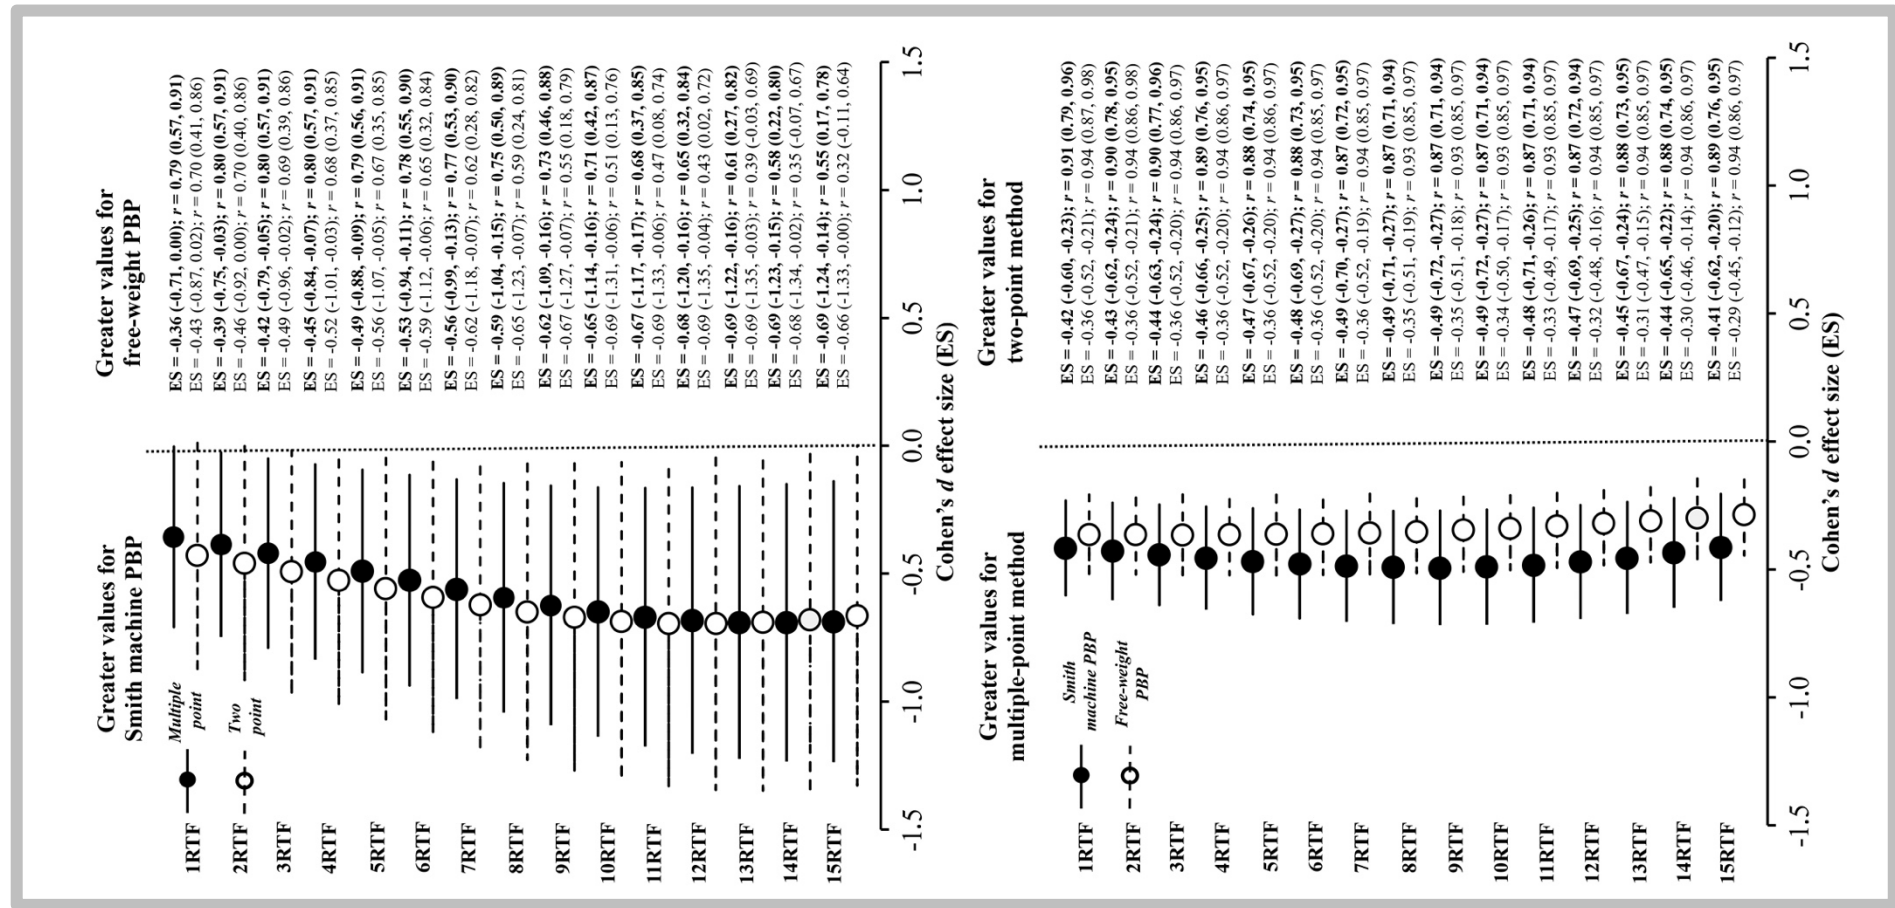 Greater values for
Smith machine PBP
Greater values for
free-weight PBP
Multiple
point
Two
point
1RTF
ES = -0.36 (-0.71, 0.00); r = 0.79 (0.57, 0.91)
ES = -0.43 (-0.87, 0.02); r = 0.70 (0.41, 0.86)
2RTF
ES = -0.39 (-0.75, -0.03); r = 0.80 (0.57, 0.91)
ES = -0.46 (-0.92, 0.00); r = 0.70 (0.40, 0.86)
3RTF
ES = -0.42 (-0.79, -0.05); r = 0.80 (0.57, 0.91)
ES = -0.49 (-0.96, -0.02); r = 0.69 (0.39, 0.86)
4RTF
ES = -0.45 (-0.84, -0.07); r = 0.80 (0.57, 0.91)
ES = -0.52 (-1.01, -0.03); r = 0.68 (0.37, 0.85)
5RTF
ES = -0.49 (-0.88, -0.09); r = 0.79 (0.56, 0.91)
ES = -0.56 (-1.07, -0.05); r = 0.67 (0.35, 0.85)
6RTF
ES = -0.53 (-0.94, -0.11); r = 0.78 (0.55, 0.90)
ES = -0.59 (-1.12, -0.06); r = 0.65 (0.32, 0.84)
7RTF
ES = -0.56 (-0.99, -0.13); r = 0.77 (0.53, 0.90)
ES = -0.62 (-1.18, -0.07); r = 0.62 (0.28, 0.82)
8RTF
ES = -0.59 (-1.04, -0.15); r = 0.75 (0.50, 0.89)
ES = -0.65 (-1.23, -0.07); r = 0.59 (0.24, 0.81)
9RTF
ES = -0.62 (-1.09, -0.16); r = 0.73 (0.46, 0.88)
ES = -0.67 (-1.27, -0.07); r = 0.55 (0.18, 0.79)
10RTF
ES = -0.65 (-1.14, -0.16); r = 0.71 (0.42, 0.87)
ES = -0.69 (-1.31, -0.06); r = 0.51 (0.13, 0.76)
11RTF
ES = -0.67 (-1.17, -0.17); r = 0.68 (0.37, 0.85)
ES = -0.69 (-1.33, -0.06); r = 0.47 (0.08, 0.74)
12RTF
ES = -0.68 (-1.20, -0.16); r = 0.65 (0.32, 0.84)
ES = -0.69 (-1.35, -0.04); r = 0.43 (0.02, 0.72)
13RTF
ES = -0.69 (-1.22, -0.16); r = 0.61 (0.27, 0.82)
ES = -0.69 (-1.35, -0.03); r = 0.39 (-0.03, 0.69)
14RTF
ES = -0.69 (-1.23, -0.15); r = 0.58 (0.22, 0.80)
ES = -0.68 (-1.34, -0.02); r = 0.35 (-0.07, 0.67)
15RTF
ES = -0.69 (-1.24, -0.14); r = 0.55 (0.17, 0.78)
ES = -0.66 (-1.33, -0.00); r = 0.32 (-0.11, 0.64)
-1.5 -1.0 -0.5 0.0 0.5 1.0 1.5
Cohen's d effect size (ES)
Greater values for
multiple-point method
Greater values for
two-point method
Smith
machine PBP
Free-weight
PBP
1RTF
ES = -0.42 (-0.60, -0.23); r = 0.91 (0.79, 0.96)
ES = -0.36 (-0.52, -0.21); r = 0.94 (0.87, 0.98)
2RTF
ES = -0.43 (-0.62, -0.24); r = 0.90 (0.78, 0.95)
ES = -0.36 (-0.52, -0.21); r = 0.94 (0.86, 0.98)
3RTF
ES = -0.44 (-0.63, -0.24); r = 0.90 (0.77, 0.96)
ES = -0.36 (-0.52, -0.20); r = 0.94 (0.86, 0.97)
4RTF
ES = -0.46 (-0.66, -0.25); r = 0.89 (0.76, 0.95)
ES = -0.36 (-0.52, -0.20); r = 0.94 (0.86, 0.97)
5RTF
ES = -0.47 (-0.67, -0.26); r = 0.88 (0.74, 0.95)
ES = -0.36 (-0.52, -0.20); r = 0.94 (0.86, 0.97)
6RTF
ES = -0.48 (-0.69, -0.27); r = 0.88 (0.73, 0.95)
ES = -0.36 (-0.52, -0.20); r = 0.94 (0.85, 0.97)
7RTF
ES = -0.49 (-0.70, -0.27); r = 0.87 (0.72, 0.95)
ES = -0.36 (-0.52, -0.19); r = 0.94 (0.85, 0.97)
8RTF
ES = -0.49 (-0.71, -0.27); r = 0.87 (0.71, 0.94)
ES = -0.35 (-0.51, -0.19); r = 0.93 (0.85, 0.97)
9RTF
ES = -0.49 (-0.72, -0.27); r = 0.87 (0.71, 0.94)
ES = -0.35 (-0.51, -0.18); r = 0.93 (0.85, 0.97)
10RTF
ES = -0.49 (-0.72, -0.27); r = 0.87 (0.71, 0.94)
ES = -0.34 (-0.50, -0.17); r = 0.93 (0.85, 0.97)
11RTF
ES = -0.48 (-0.71, -0.26); r = 0.87 (0.71, 0.94)
ES = -0.33 (-0.49, -0.17); r = 0.93 (0.85, 0.97)
12RTF
ES = -0.47 (-0.69, -0.25); r = 0.87 (0.72, 0.94)
ES = -0.32 (-0.48, -0.16); r = 0.94 (0.85, 0.97)
13RTF
ES = -0.45 (-0.67, -0.24); r = 0.88 (0.73, 0.95)
ES = -0.31 (-0.47, -0.15); r = 0.94 (0.85, 0.97)
14RTF
ES = -0.44 (-0.65, -0.22); r = 0.88 (0.74, 0.95)
ES = -0.30 (-0.46, -0.14); r = 0.94 (0.86, 0.97)
15RTF
ES = -0.41 (-0.62, -0.20); r = 0.89 (0.76, 0.95)
ES = -0.29 (-0.45, -0.12); r = 0.94 (0.86, 0.97)
-1.5 -1.0 -0.5 0.0 0.5 1.0 1.5
Cohen's d effect size (ES)